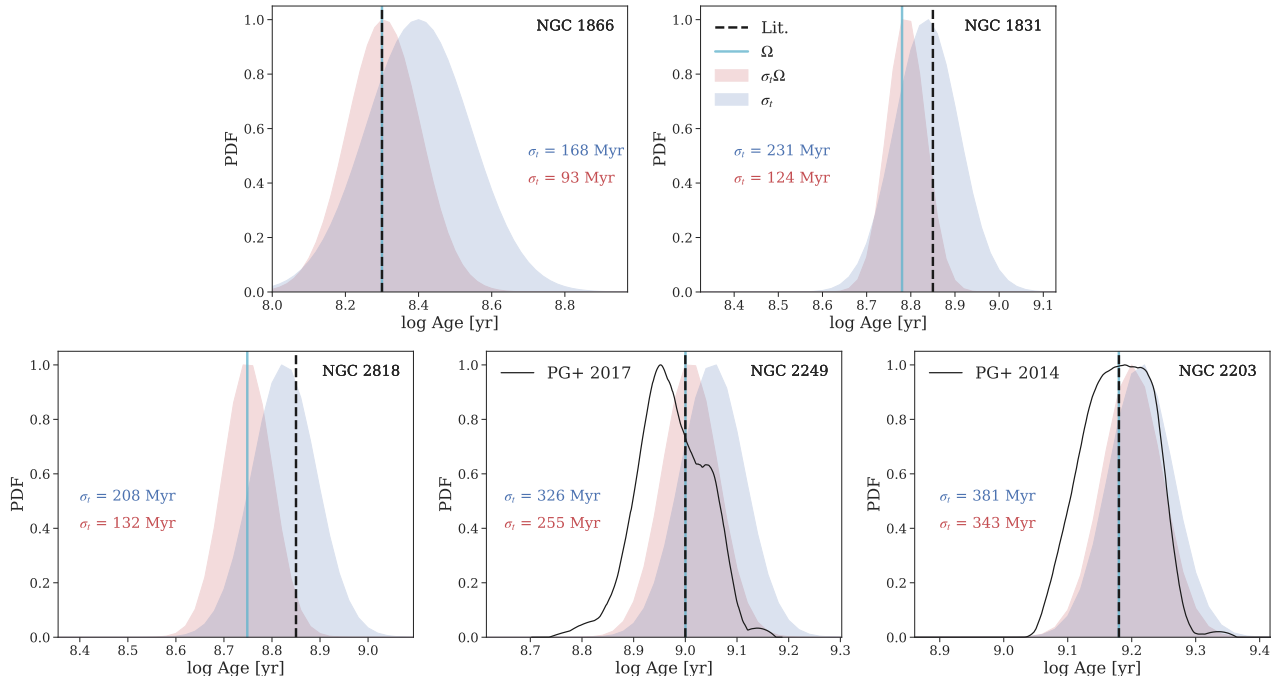 NGC 1866
PDF
1.0
0.8
0.6
0.4
0.2
0.0
σt = 168 Myr
σt = 93 Myr
8.0 8.2 8.4 8.6 8.8
log Age [yr]
NGC 1831
Lit.
Ω
σtΩ
σt
PDF
1.0
0.8
0.6
0.4
0.2
0.0
σt = 231 Myr
σt = 124 Myr
8.4 8.5 8.6 8.7 8.8 8.9 9.0 9.1
log Age [yr]
NGC 2818
PDF
1.0
0.8
0.6
0.4
0.2
0.0
σt = 208 Myr
σt = 132 Myr
8.4 8.5 8.6 8.7 8.8 8.9 9.0
log Age [yr]
PG+ 2017
NGC 2249
PDF
1.0
0.8
0.6
0.4
0.2
0.0
σt = 326 Myr
σt = 255 Myr
8.7 8.8 8.9 9.0 9.1 9.2 9.3
log Age [yr]
PG+ 2014
NGC 2203
PDF
1.0
0.8
0.6
0.4
0.2
0.0
σt = 381 Myr
σt = 343 Myr
8.9 9.0 9.1 9.2 9.3 9.4
log Age [yr]